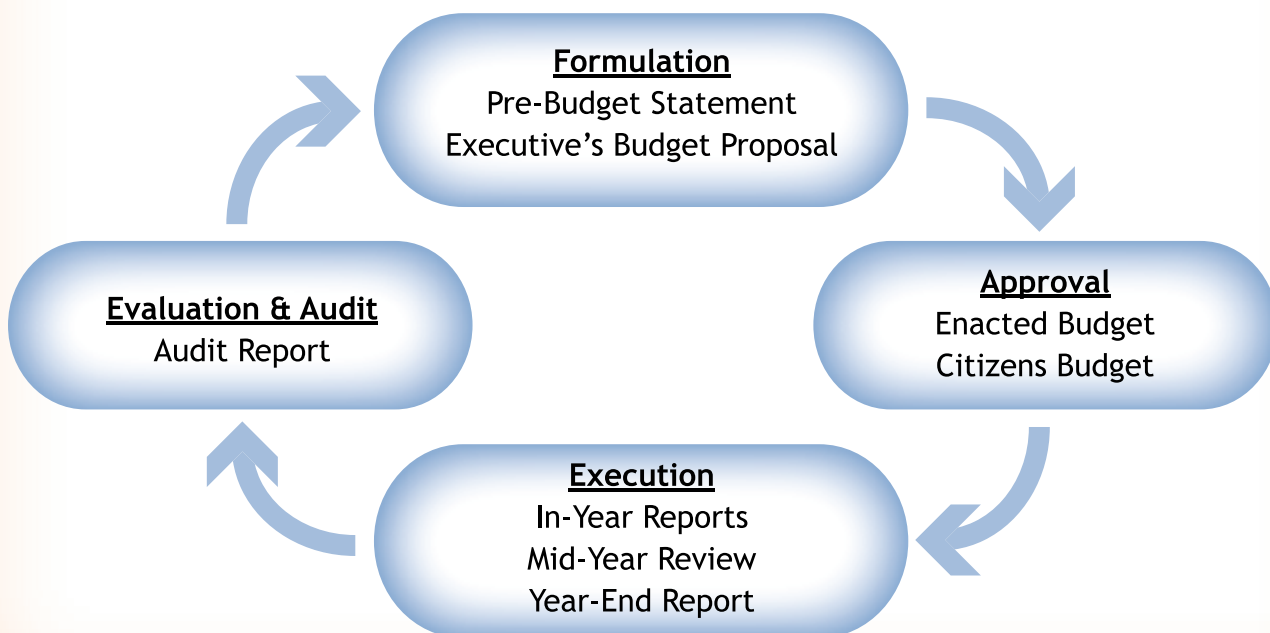 Formulation
Pre-Budget Statement
Executive’s Budget Proposal
Approval
Enacted Budget
Citizens Budget
Execution
In-Year Reports
Mid-Year Review
Year-End Report
Evaluation & Audit
Audit Report